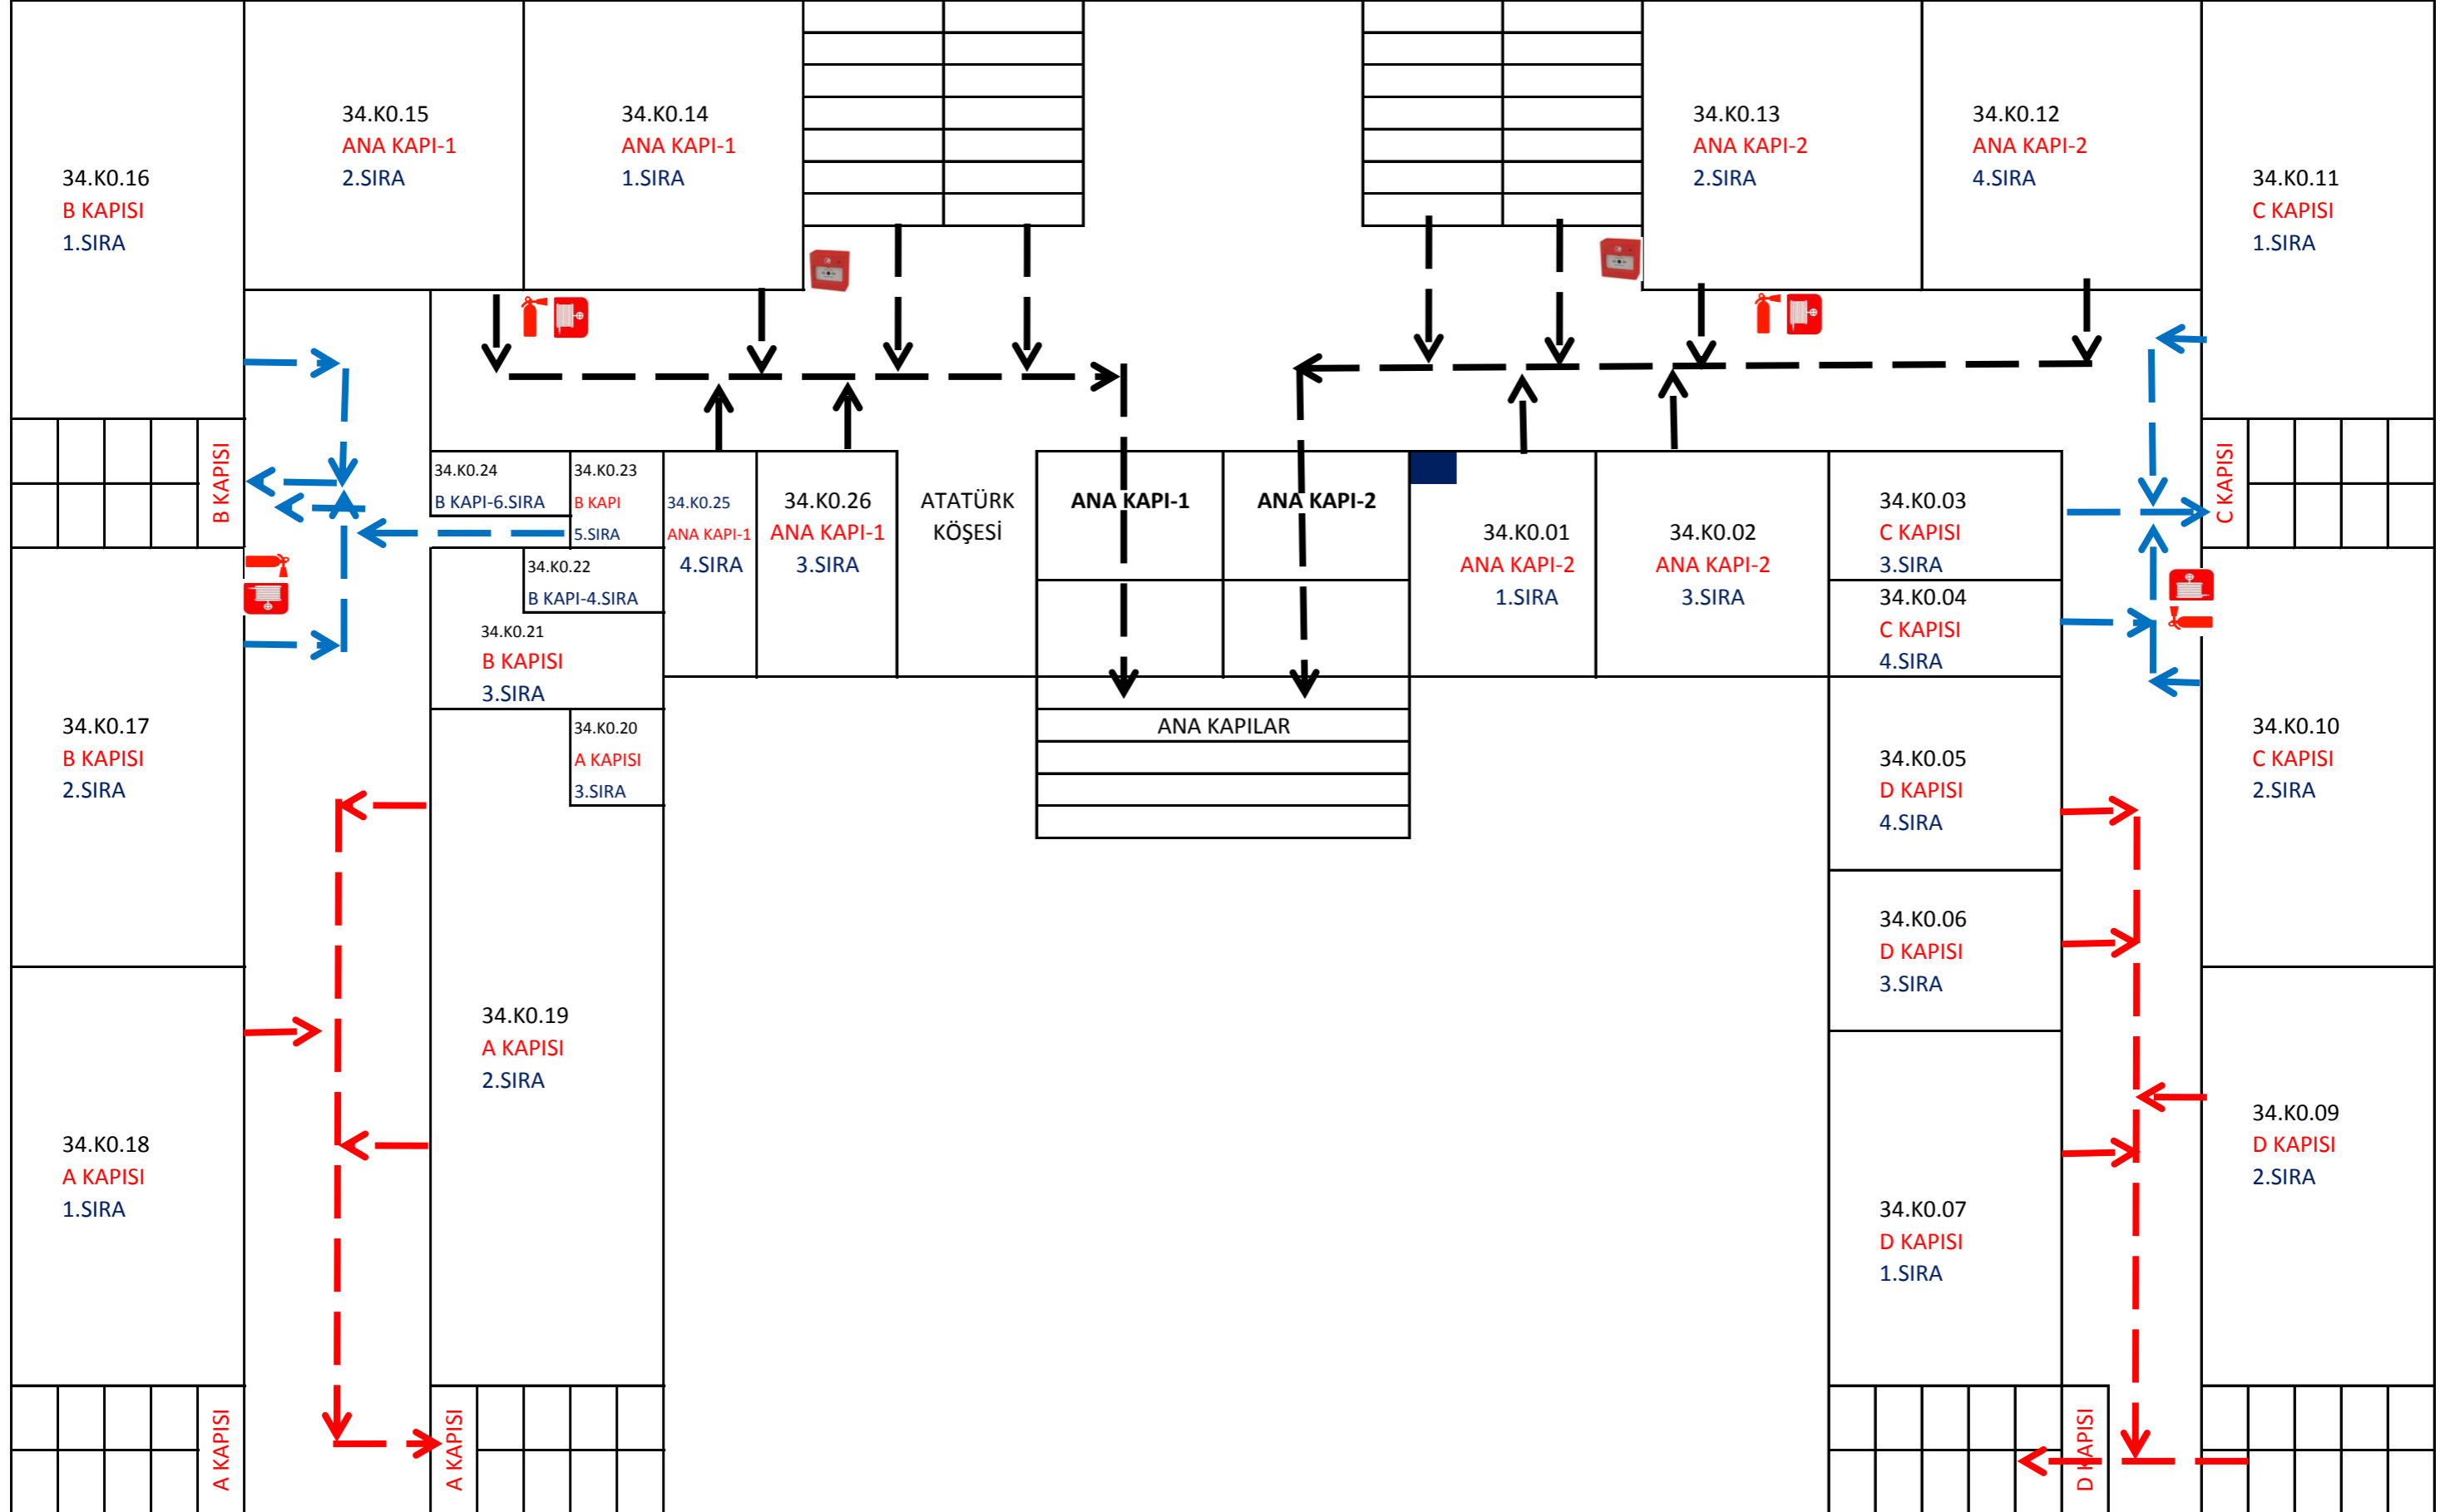 34.K0.16
B KAPISI
1.SIRA
34.K0.15
ANA KAPI-1
2.SIRA
34.K0.14
ANA KAPI-1
1.SIRA
34.K0.13
ANA KAPI-2
2.SIRA
34.K0.12
ANA KAPI-2
4.SIRA
34.K0.11
C KAPISI
1.SIRA
B KAPISI
34.K0.24
B KAPI-6.SIRA
34.K0.23
B KAPI
5.SIRA
34.K0.25
ANA KAPI-1
4.SIRA
34.K0.26
ANA KAPI-1
3.SIRA
ATATÜRK
KÖŞESİ
ANA KAPI-1
ANA KAPI-2
34.K0.01
ANA KAPI-2
1.SIRA
34.K0.02
ANA KAPI-2
3.SIRA
34.K0.03
C KAPISI
3.SIRA
C KAPISI
34.K0.22
B KAPI-4.SIRA
34.K0.04
C KAPISI
4.SIRA
34.K0.21
B KAPISI
3.SIRA
34.K0.17
B KAPISI
2.SIRA
34.K0.20
A KAPISI
3.SIRA
ANA KAPILAR
34.K0.05
D KAPISI
4.SIRA
34.K0.10
C KAPISI
2.SIRA
34.K0.06
D KAPISI
3.SIRA
34.K0.19
A KAPISI
2.SIRA
34.K0.18
A KAPISI
1.SIRA
34.K0.09
D KAPISI
2.SIRA
34.K0.07
D KAPISI
1.SIRA
A KAPISI
A KAPISI
D KAPISI